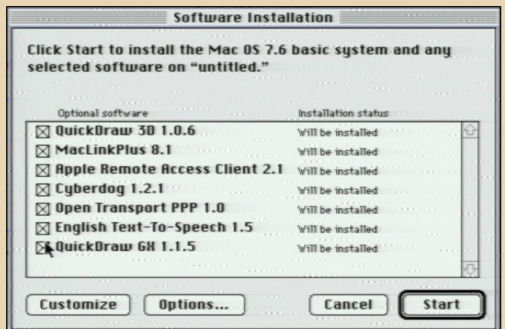 Software Installation
Click Start to install the Mac OS 7.6 basic system and any
selected software on “untitled.”
Optional software Installation status
QuickDraw 3D 1.0.6 Will be installed
MacLinkPlus 8.1 Will be installed
Apple Remote Access Client 2.1 Will be installed
Cyberdog 1.2.1 Will be installed
Open Transport PPP 1.0 Will be installed
English Text-To-Speech 1.5 Will be installed
QuickDraw GX 1.1.5 Will be installed
Customize Options... Cancel Start